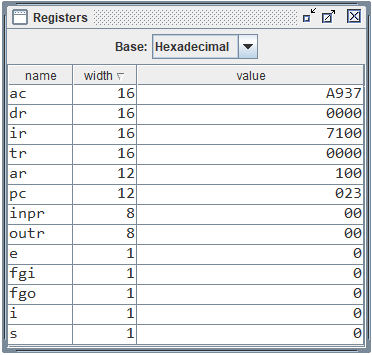 Registers
Base: Hexadecimal
name width value
ac 16 A937
dr 16 0000
ir 16 7100
tr 16 0000
ar 12 100
pc 12 023
inpr 8 00
outr 8 00
e 1 0
fgi 1 0
fgo 1 0
i 1 0
s 1 0